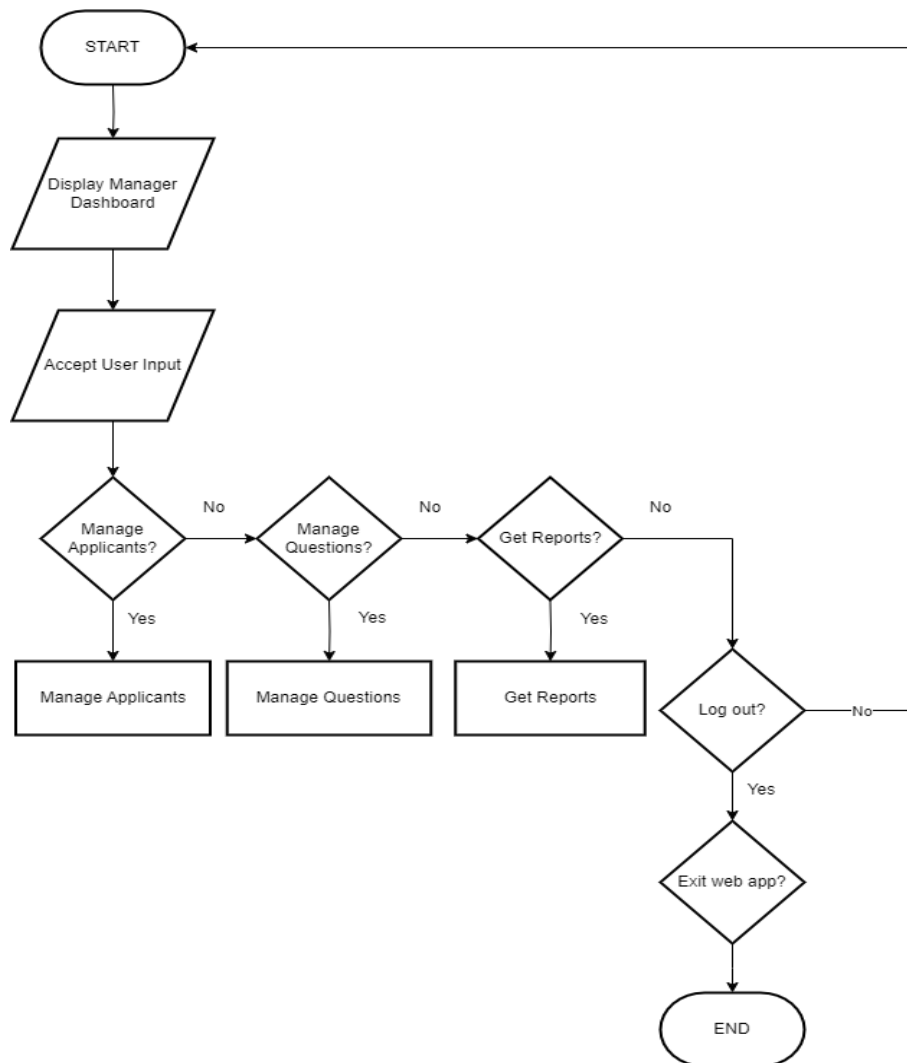 START
Display Manager
Dashboard
Accept User Input
Manage
Applicants?
No
Manage
Questions?
No
Get Reports?
No
Yes
Yes
Yes
Manage Applicants
Manage Questions
Get Reports
Log out?
No
Yes
Exit web app?
END